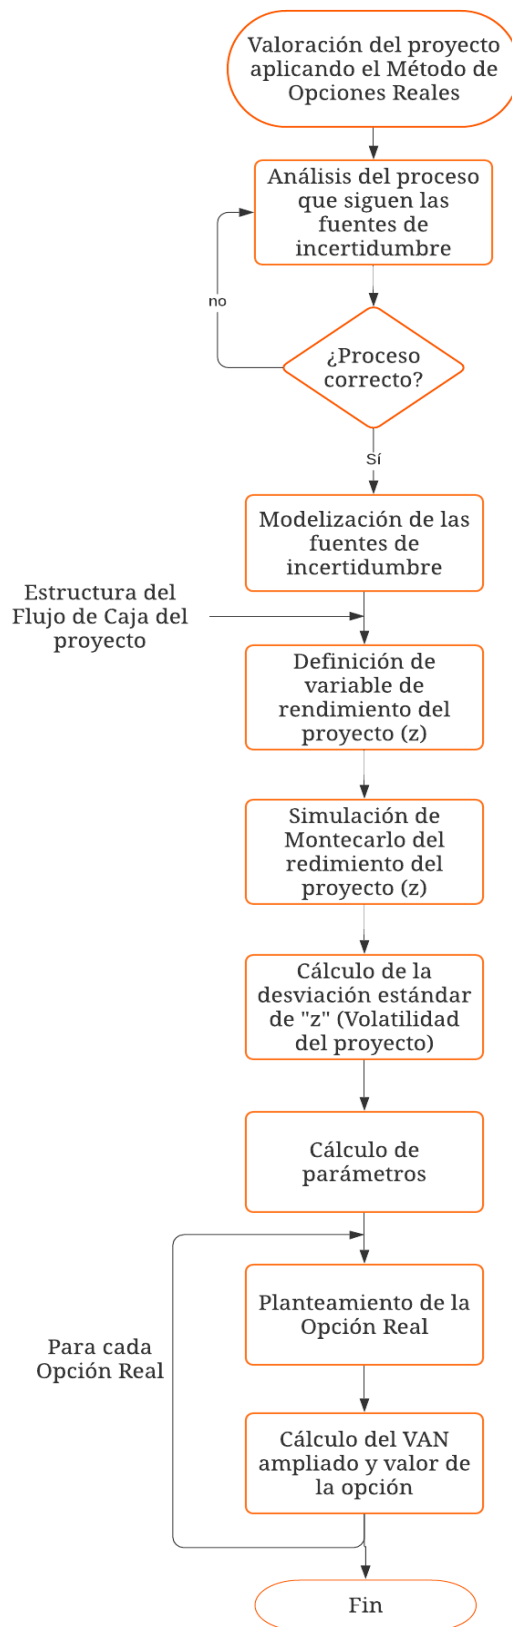 Valoración del proyecto
aplicando el Método de
Opciones Reales
Análisis del proceso
que siguen las
fuentes de
incertidumbre
no
¿Proceso
correcto?
Sí
Modelización de las
fuentes de
incertidumbre
Estructura del
Flujo de Caja del
proyecto
Definición de
variable de
rendimiento del
proyecto (z)
Simulación de
Montecarlo del
redimiento del
proyecto (z)
Cálculo de la
desviación estándar
de "z" (Volatilidad
del proyecto)
Cálculo de
parámetros
Planteamiento de la
Opción Real
Para cada
Opción Real
Cálculo del VAN
ampliado y valor de
la opción
Fin